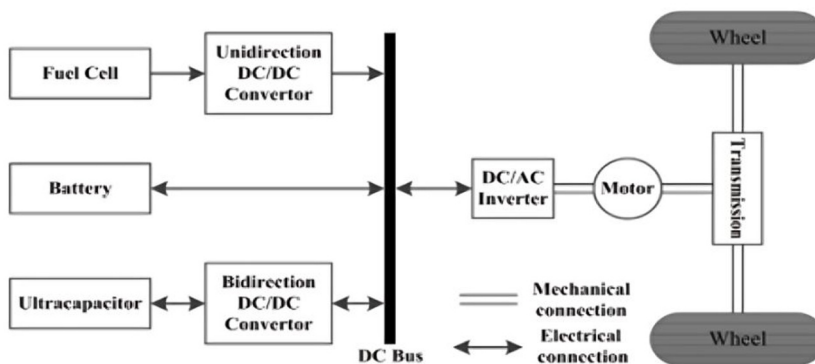 Wheel
Fuel Cell
Unidirection
DC/DC
Convertor
Battery
DC/AC
Inverter
Motor
Transmission
Ultracapacitor
Bidirection
DC/DC
Convertor
DC Bus
Mechanical
connection
Electrical
connection
Wheel